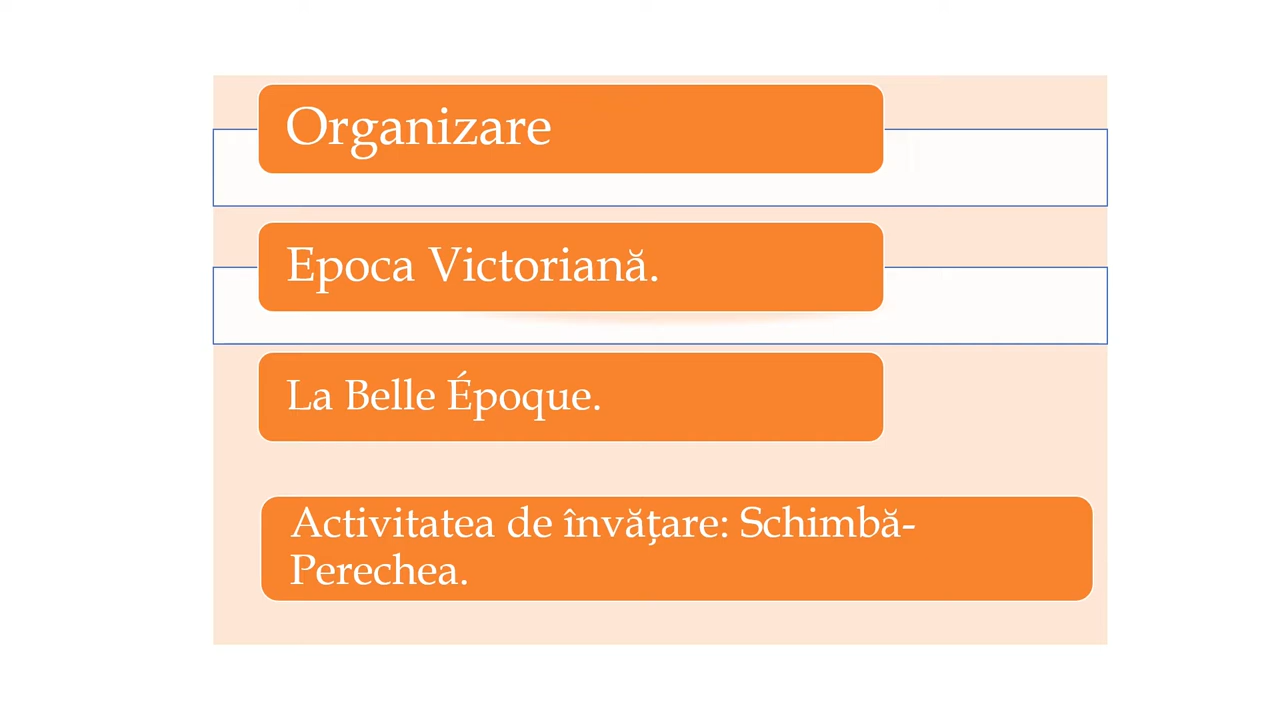 Organizare
Epoca Victoriană.
La Belle Époque.
Activitatea de învățare: Schimbă-
Perechea.